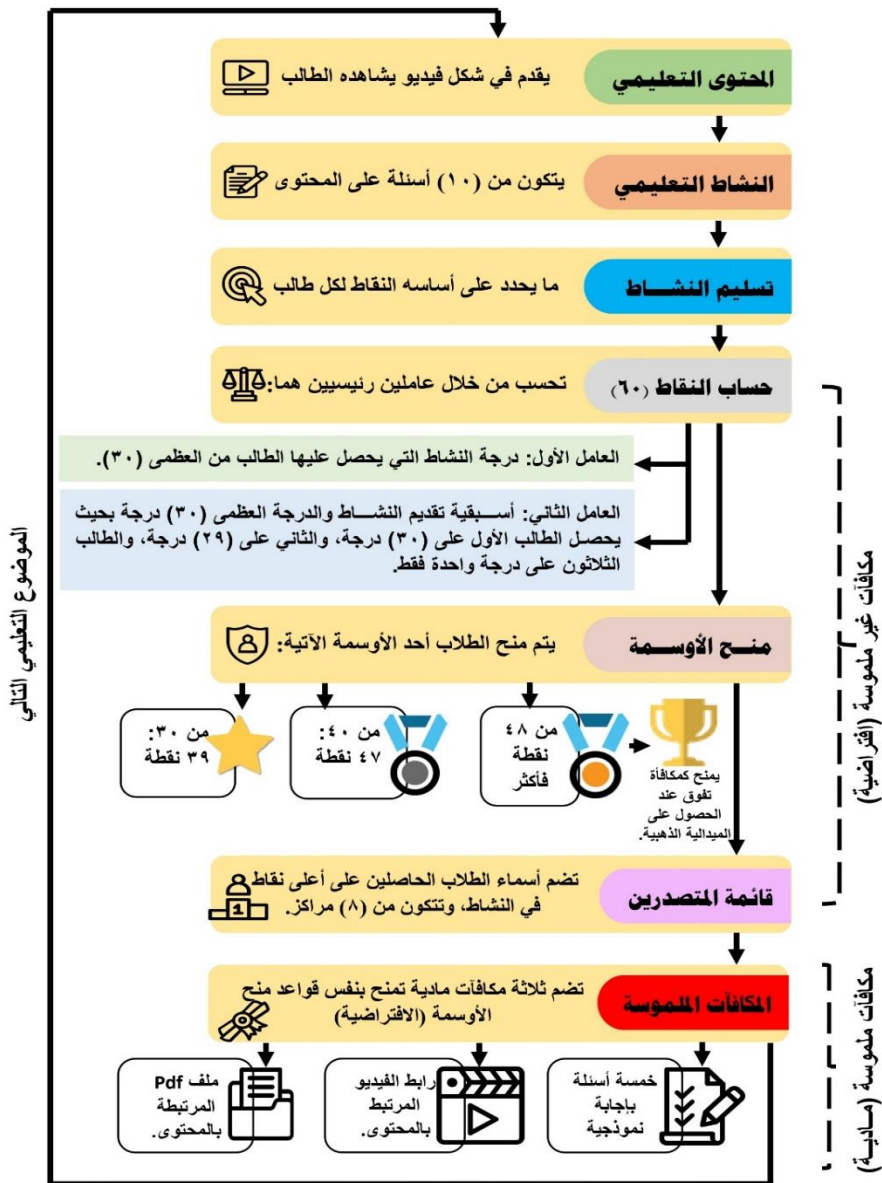 المحتوى التعليمي
يقدم في شكل فيديو يشاهده الطالب
النشاط التعليمي
يتكون من (١٠) أسئلة على المحتوى
تسليم النشـــاط
ما يحدد على أساسه النقاط لكل طالب
حساب النقاط (٦٠)
تحسب من خلال عاملين رئيسيين هما:
العامل الأول: درجة النشاط التي يحصل عليها الطالب من العظمى (٣٠).
العامل الثاني: أســـبقية تقديم النشـــاط والدرجة العظمى (٣٠) درجة بحيث
يحصل الطالب الأول على (٣٠) درجة، والثاني على (٢٩) درجة، والطالب
الثلاثون على درجة واحدة فقط.
منـــح الأوســـمة
يتم منح الطلاب أحد الأوسمة الآتية:
يمنح كمكافأة
تفوق عند
الحصول على
الميدالية الذهبية.
من ٤٨
نقطة
فأكثر
من ٤٠:
٤٧ نقطة
من ٣٠:
٣٩ نقطة
قائمة المتصدرين
تضم أسماء الطلاب الحاصلين على أعلى نقاط
في النشاط، وتتكون من (٨) مراكز.
1
المكافآت الملموسة
تضم ثلاثة مكافآت مادية تمنح بنفس قواعد منح
الأوسمة (الافتراضية)
خمسة أسئلة
بإجابة
نموذجية
رابط الفيديو
المرتبط
بالمحتوى.
ملف Pdf
المرتبطة
بالمحتوى.
مكافآت غير ملموسة (افتراضية)
مكافآت ملموسة (مـــاديـــة)
الموضوع التعليمي التالي